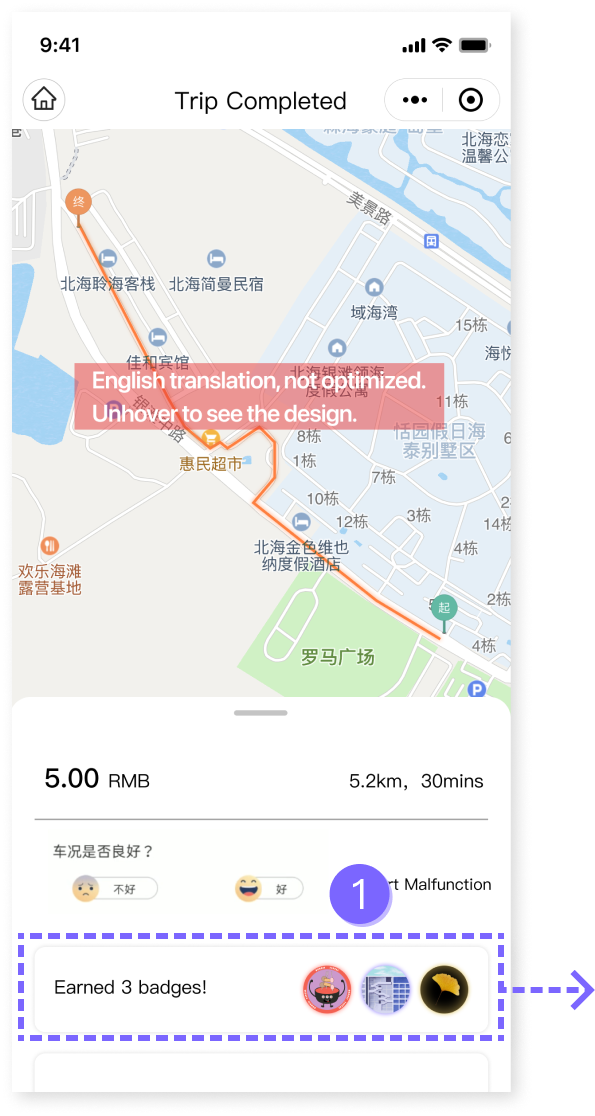 9:41
Trip Completed
北海恋
温馨公
终
美景路
北海聆海客栈
北海简曼民宿
域海湾
15栋
佳和宾馆
海悦
北海银滩颂海
度假公寓
English translation, not optimized.
Unhover to see the design.
11栋
银滩中路
8栋
恬园假日海
泰别墅区
惠民超市
1栋
7栋
10栋
12栋
3栋
14栋
北海金色维也
纳度假酒店
4栋
欢乐海滩
露营基地
起
2栋
罗马广场
4栋
P
5.00 RMB
5.2km，30mins
车况是否良好？
不好
好
1
rt Malfunction
Earned 3 badges!